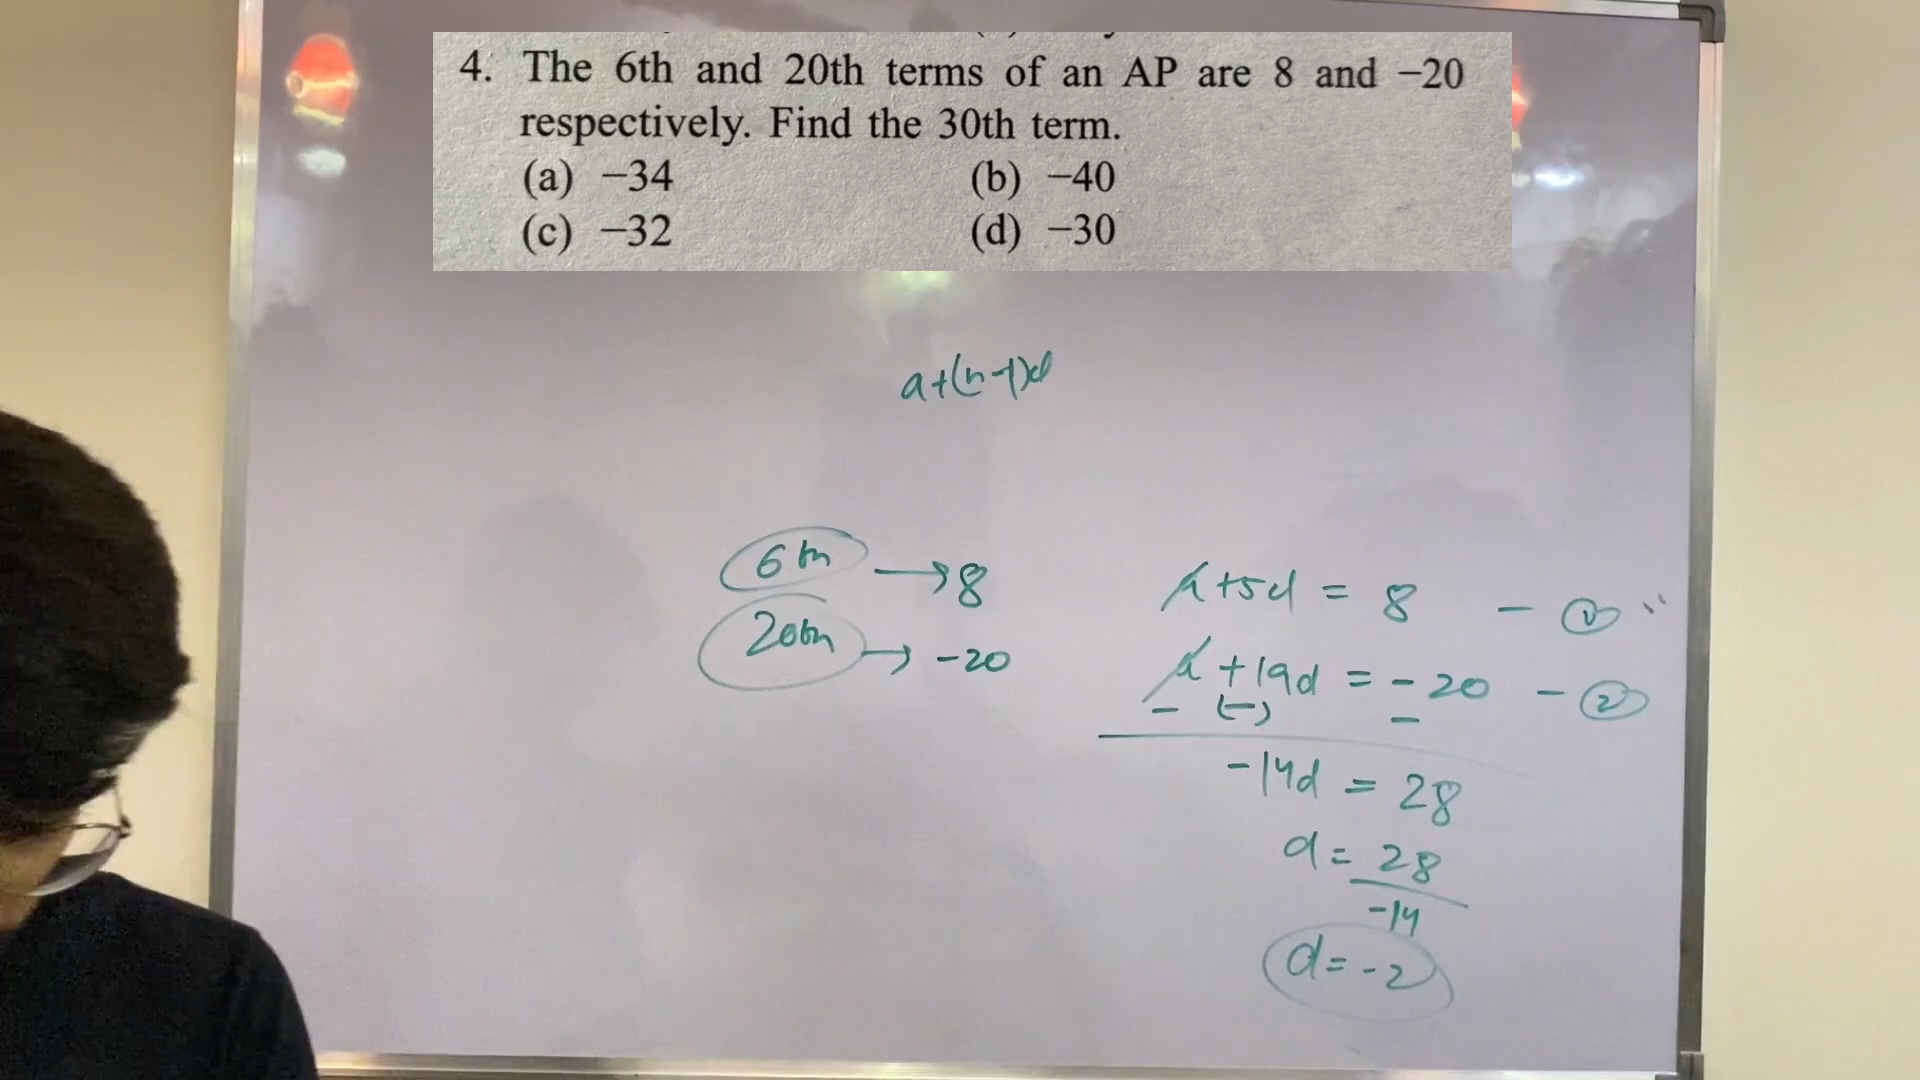 4. The 6th and 20th terms of an AP are 8 and −20
respectively. Find the 30th term.
(a) −34 (b) −40
(c) −32 (d) −30
a+(n-1)d
6th → 8
20th → -20
a+5d = 8 - ①
a+19d = -20 - ②
- (-) -
-14d = 28
d = 28
-14
d = -2